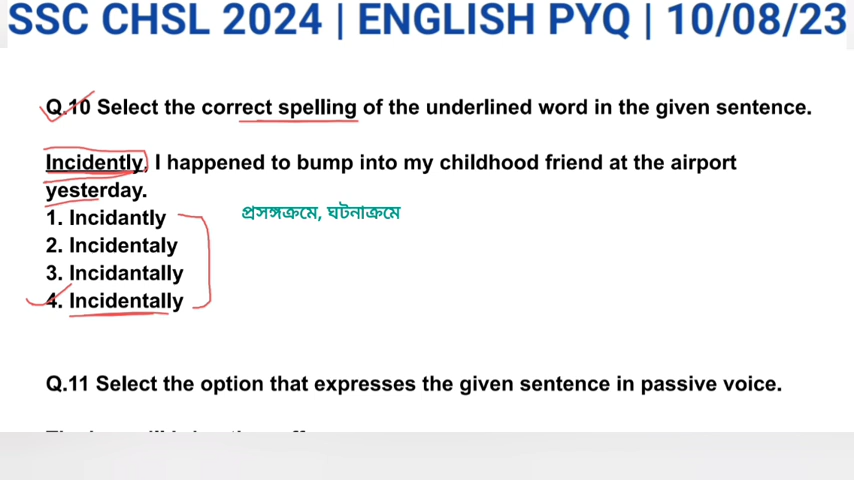 SSC CHSL 2024 | ENGLISH PYQ | 10/08/23
Q.10 Select the correct spelling of the underlined word in the given sentence.
Incidently, I happened to bump into my childhood friend at the airport
yesterday.
1. Incidantly
প্রসঙ্গক্রমে, ঘটনাক্রমে
2. Incidentaly
3. Incidantally
4. Incidentally
Q.11 Select the option that expresses the given sentence in passive voice.